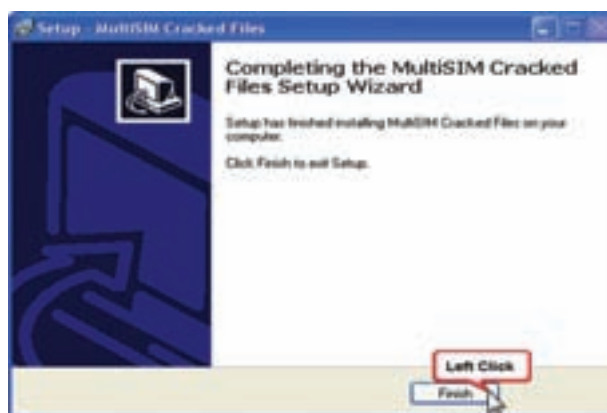 Setup - MultiSIM Cracked Files
Completing the MultiSIM Cracked
Files Setup Wizard
Setup has finished installing MultiSIM Cracked Files on your
computer.
Click Finish to exit Setup.
Left Click
Finish